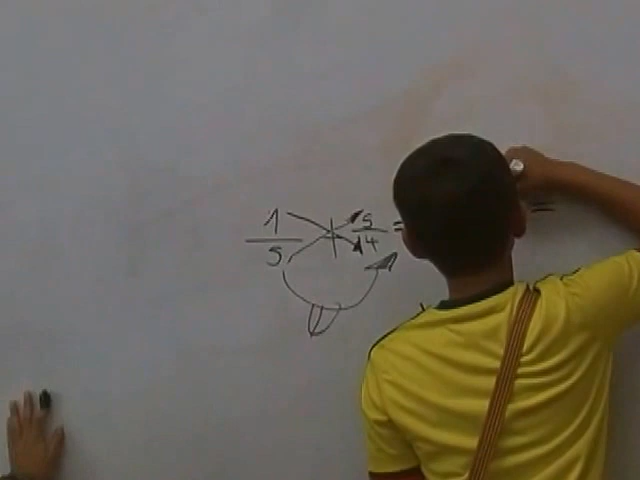 1/5 + 5/4 =